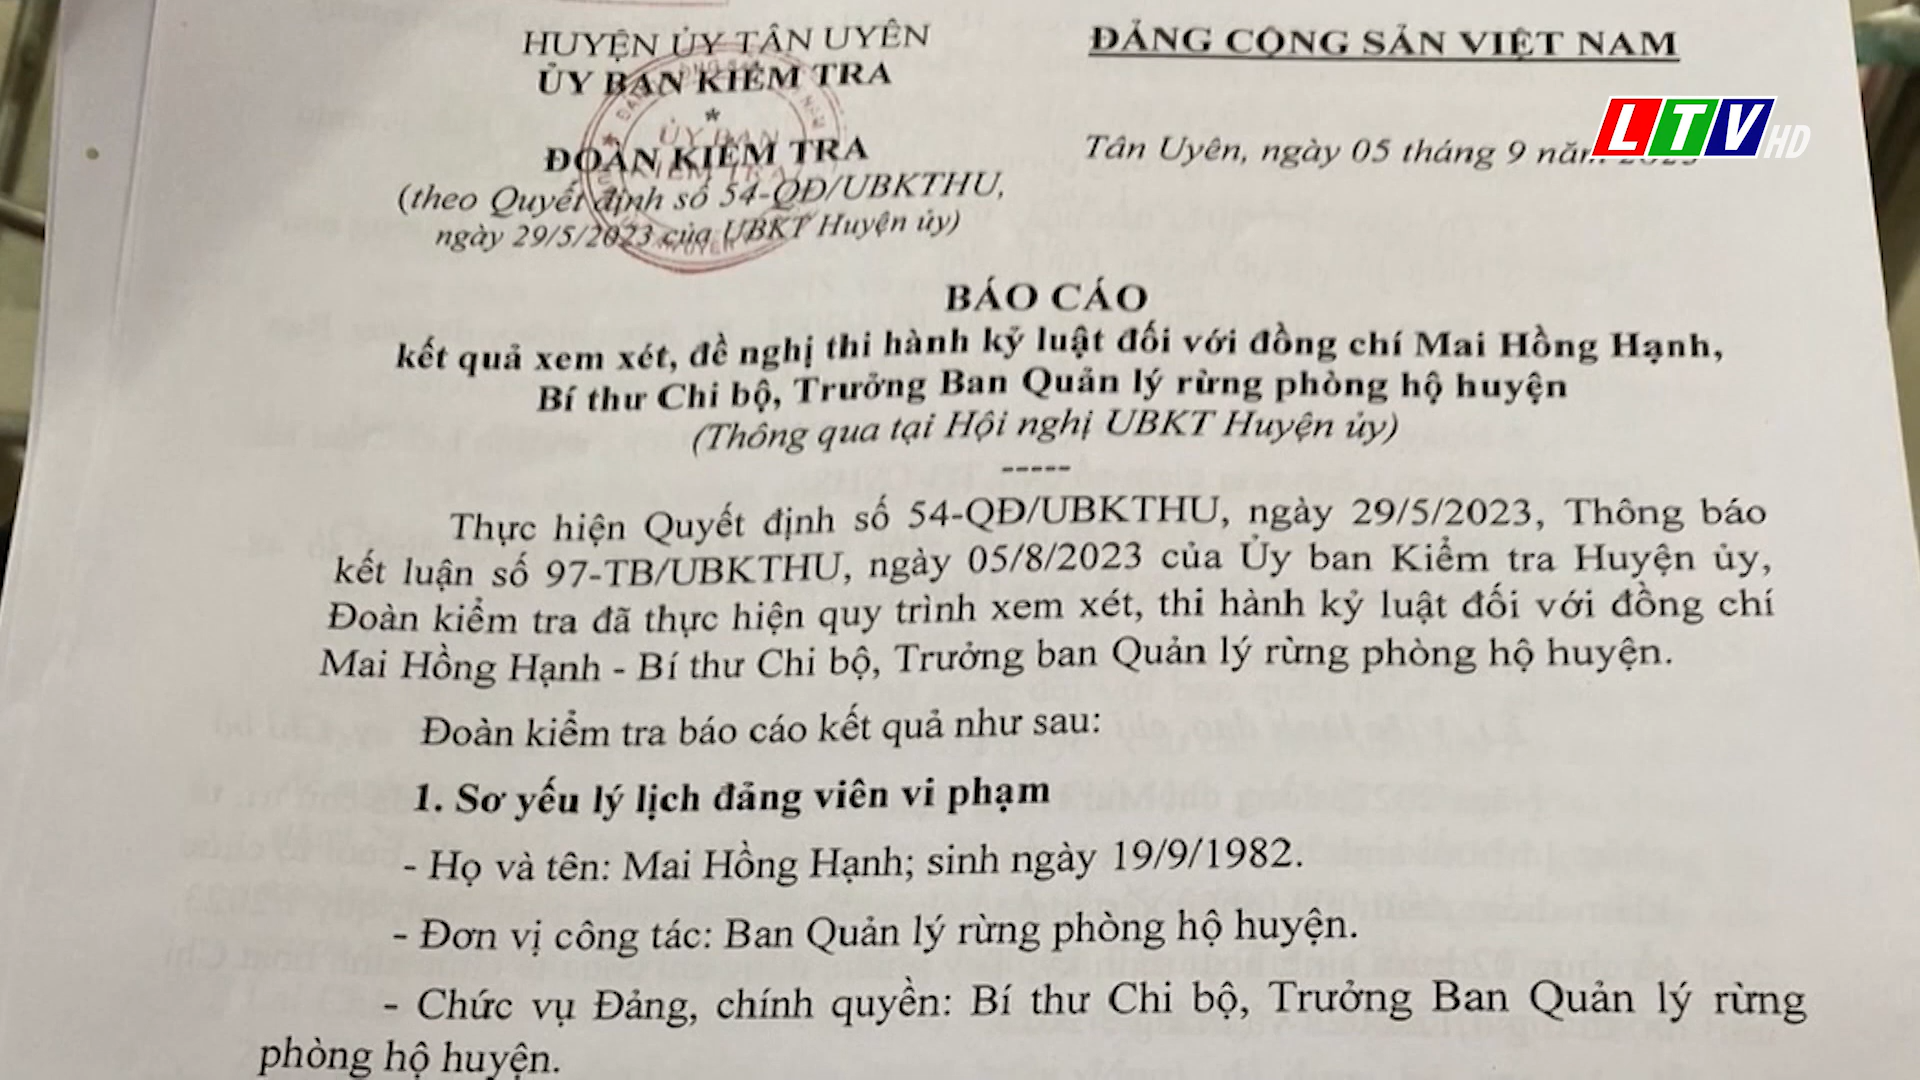 HUYỆN ỦY TÂN UYÊN
ỦY BAN KIỂM TRA
*
ĐOÀN KIỂM TRA
(theo Quyết định số 54-QĐ/UBKTHU,
ngày 29/5/2023 của UBKT Huyện ủy)
ỦY BAN
KIỂM TRA
ĐẢNG CỘNG SẢN VIỆT NAM
LTV HD
Tân Uyên, ngày 05 tháng 9 năm 2023
BÁO CÁO
kết quả xem xét, đề nghị thi hành kỷ luật đối với đồng chí Mai Hồng Hạnh,
Bí thư Chi bộ, Trưởng Ban Quản lý rừng phòng hộ huyện
(Thông qua tại Hội nghị UBKT Huyện ủy)
-----
Thực hiện Quyết định số 54-QĐ/UBKTHU, ngày 29/5/2023, Thông báo
kết luận số 97-TB/UBKTHU, ngày 05/8/2023 của Ủy ban Kiểm tra Huyện ủy,
Đoàn kiểm tra đã thực hiện quy trình xem xét, thi hành kỷ luật đối với đồng chí
Mai Hồng Hạnh - Bí thư Chi bộ, Trưởng ban Quản lý rừng phòng hộ huyện.
Đoàn kiểm tra báo cáo kết quả như sau:
1. Sơ yếu lý lịch đảng viên vi phạm
- Họ và tên: Mai Hồng Hạnh; sinh ngày 19/9/1982.
- Đơn vị công tác: Ban Quản lý rừng phòng hộ huyện.
- Chức vụ Đảng, chính quyền: Bí thư Chi bộ, Trưởng Ban Quản lý rừng
phòng hộ huyện.